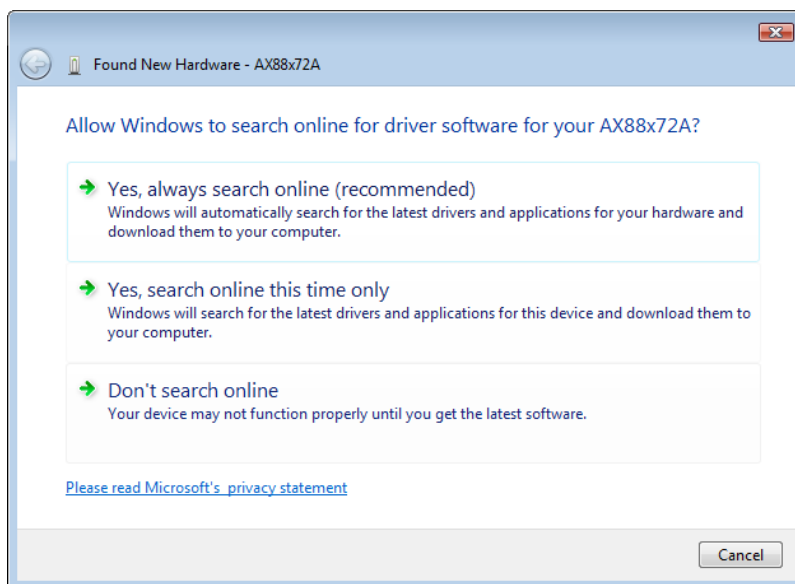 Found New Hardware - AX88x72A
Allow Windows to search online for driver software for your AX88x72A?
Yes, always search online (recommended)
Windows will automatically search for the latest drivers and applications for your hardware and
download them to your computer.
Yes, search online this time only
Windows will search for the latest drivers and applications for this device and download them to
your computer.
Don't search online
Your device may not function properly until you get the latest software.
Please read Microsoft's privacy statement
Cancel